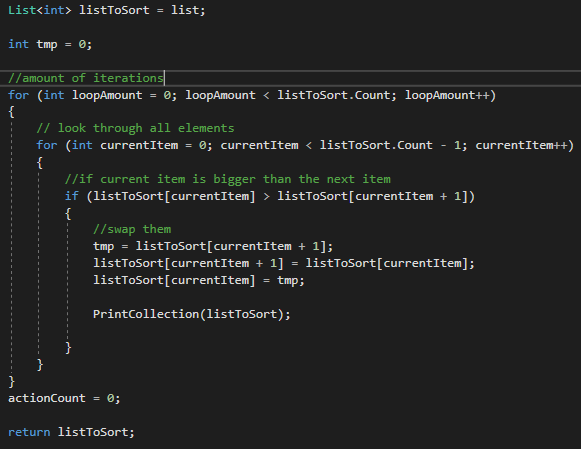 List<int> listToSort = list;
int tmp = 0;
//amount of iterations
for (int loopAmount = 0; loopAmount < listToSort.Count; loopAmount++)
{
// look through all elements
for (int currentItem = 0; currentItem < listToSort.Count - 1; currentItem++)
{
//if current item is bigger than the next item
if (listToSort[currentItem] > listToSort[currentItem + 1])
{
//swap them
tmp = listToSort[currentItem + 1];
listToSort[currentItem + 1] = listToSort[currentItem];
listToSort[currentItem] = tmp;
PrintCollection(listToSort);
}
}
}
actionCount = 0;
return listToSort;